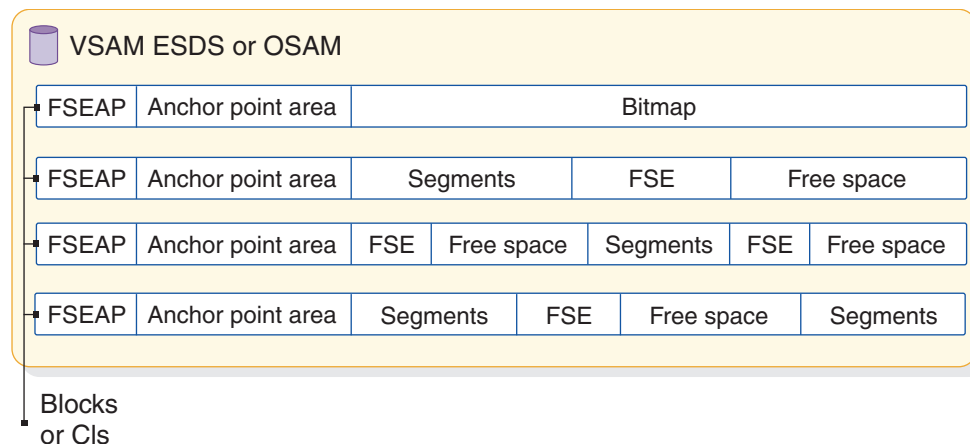 VSAM ESDS or OSAM
FSEAP Anchor point area Bitmap
FSEAP Anchor point area Segments FSE Free space
FSEAP Anchor point area FSE Free space Segments FSE Free space
FSEAP Anchor point area Segments FSE Free space Segments
Blocks
or CIs